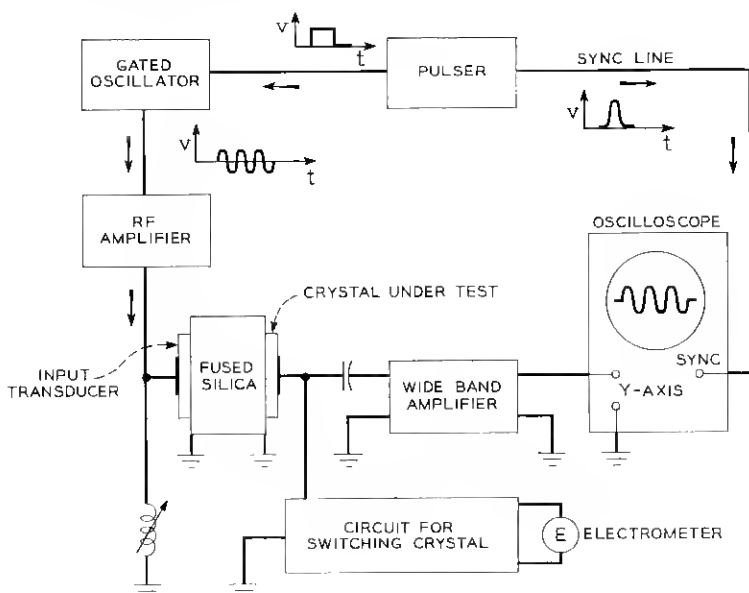 V
t
GATED
OSCILLATOR
PULSER
SYNC LINE
V
t
V
t
RF
AMPLIFIER
OSCILLOSCOPE
CRYSTAL UNDER TEST
INPUT
TRANSDUCER
FUSED
SILICA
WIDE BAND
AMPLIFIER
SYNC
Y-AXIS
CIRCUIT FOR
SWITCHING CRYSTAL
E
ELECTROMETER